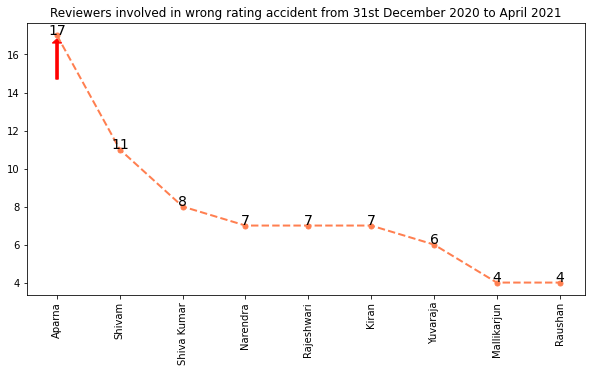 Reviewers involved in wrong rating accident from 31st December 2020 to April 2021
17
11
8
7
7
7
6
4
4
16
14
12
10
8
6
4
Aparna
Shivam
Shiva Kumar
Narendra
Rajeshwari
Kiran
Yuvaraja
Mallikarjun
Raushan